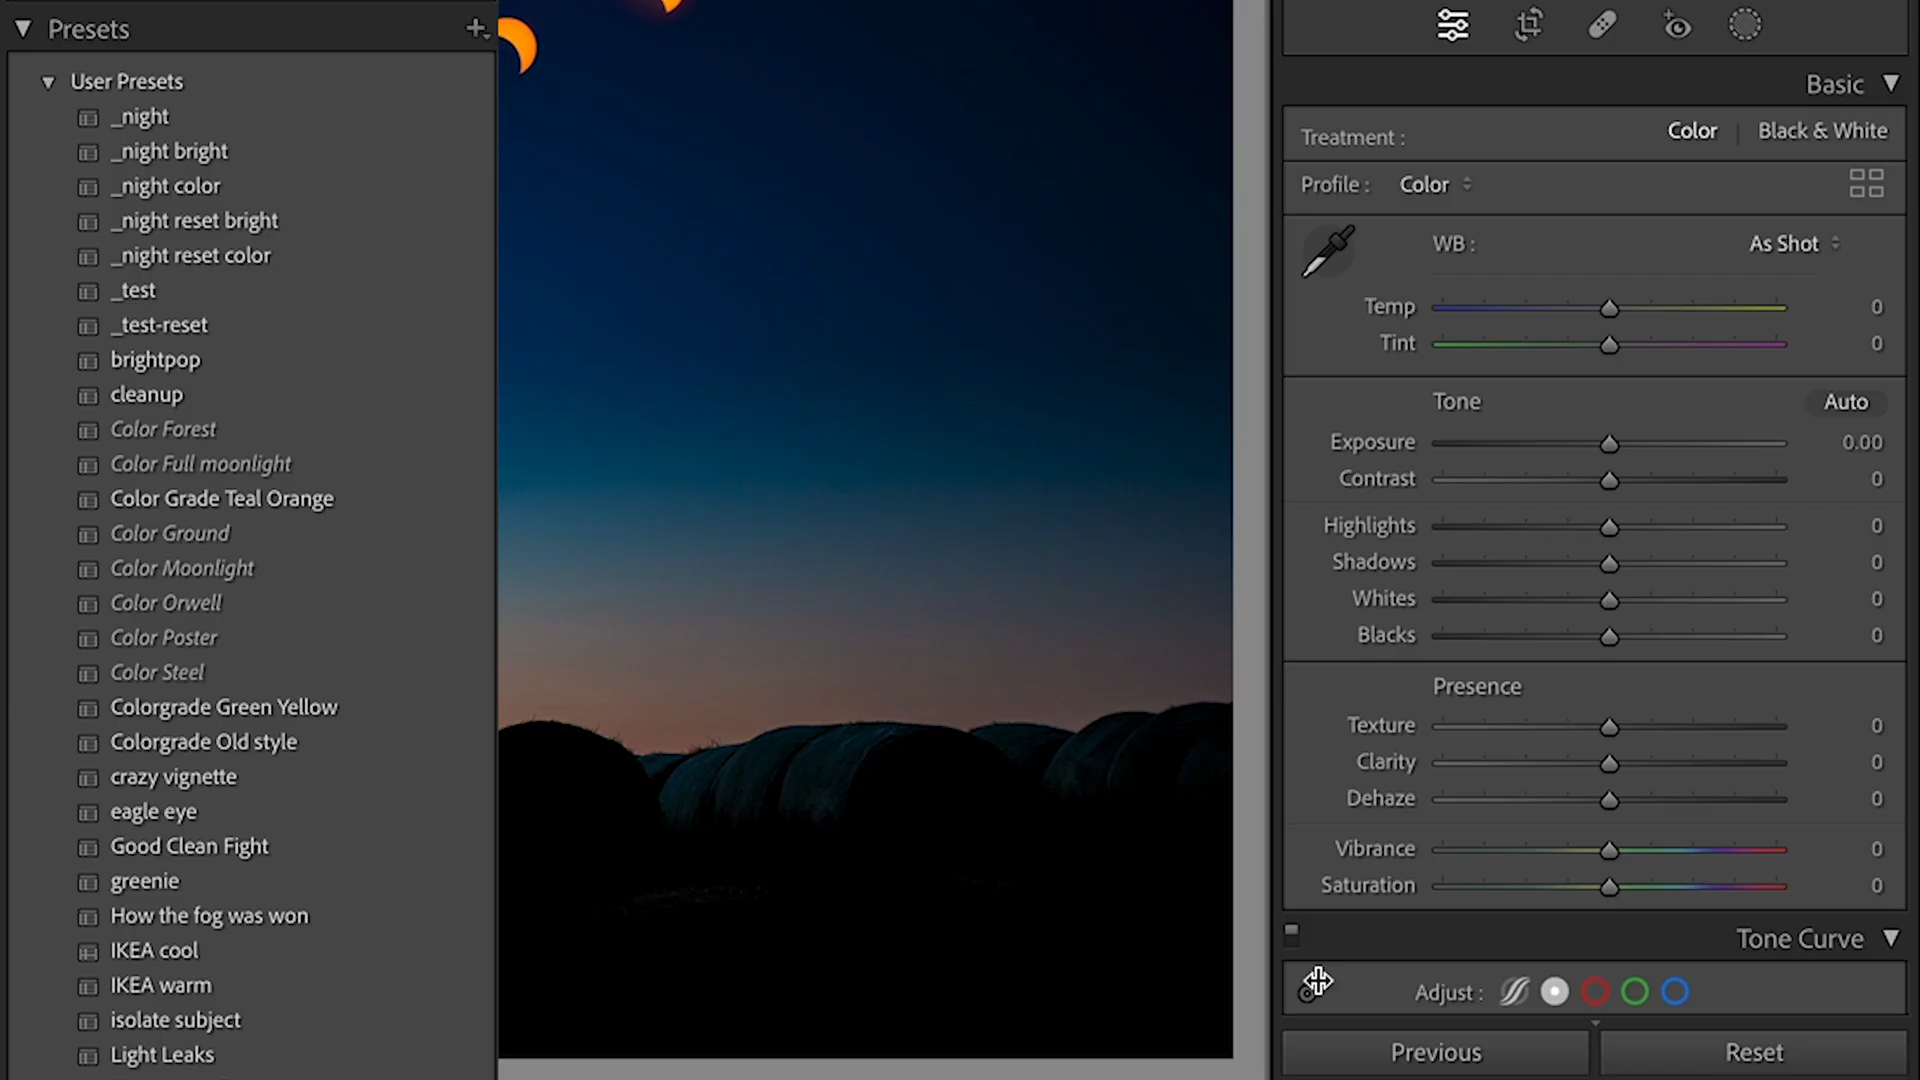 Presets
User Presets
_night
_night bright
_night color
_night reset bright
_night reset color
_test
_test-reset
brightpop
cleanup
Color Forest
Color Full moonlight
Color Grade Teal Orange
Color Ground
Color Moonlight
Color Orwell
Color Poster
Color Steel
Colorgrade Green Yellow
Colorgrade Old style
crazy vignette
eagle eye
Good Clean Fight
greenie
How the fog was won
IKEA cool
IKEA warm
isolate subject
Light Leaks
Basic
Treatment : Color | Black & White
Profile : Color
WB : As Shot
Temp 0
Tint 0
Tone Auto
Exposure 0.00
Contrast 0
Highlights 0
Shadows 0
Whites 0
Blacks 0
Presence
Texture 0
Clarity 0
Dehaze 0
Vibrance 0
Saturation 0
Tone Curve
Adjust :
Previous Reset